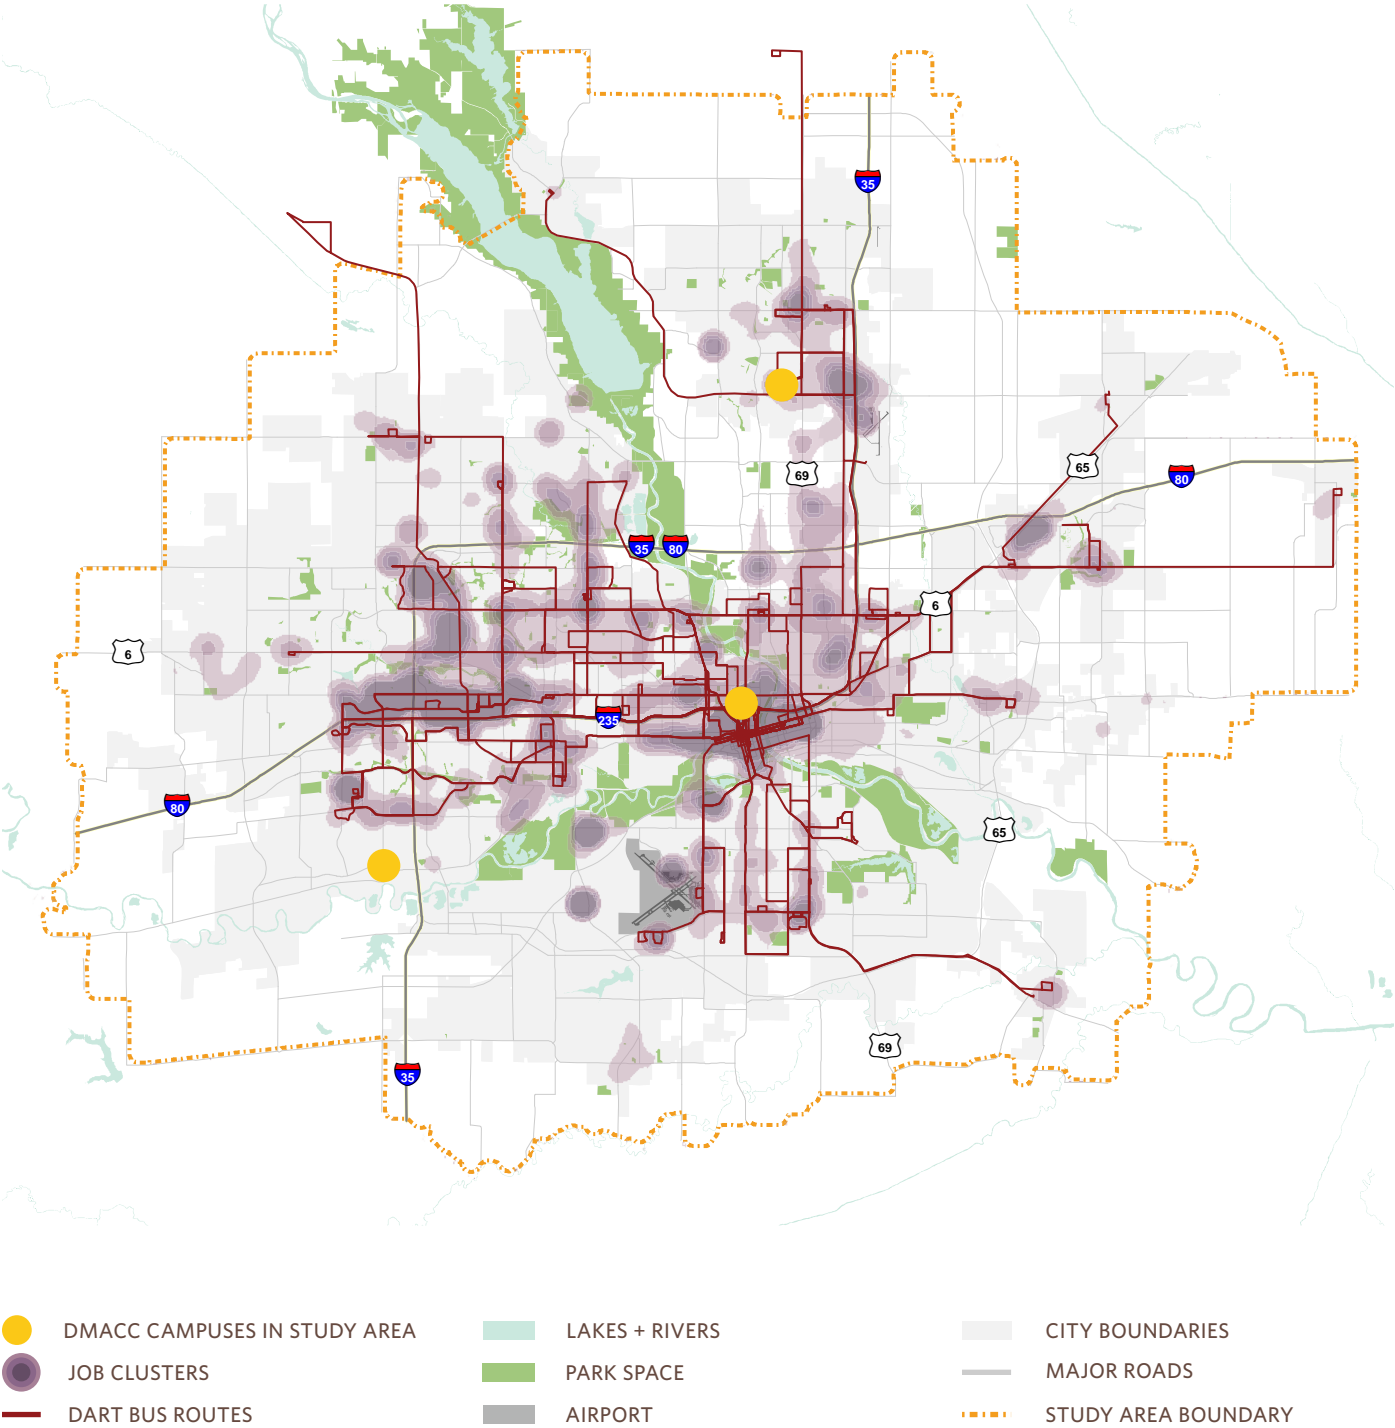 35
69
65
80
35
80
6
6
235
80
65
69
35
DMACC CAMPUSES IN STUDY AREA
LAKES + RIVERS
CITY BOUNDARIES
JOB CLUSTERS
PARK SPACE
MAJOR ROADS
DART BUS ROUTES
AIRPORT
STUDY AREA BOUNDARY